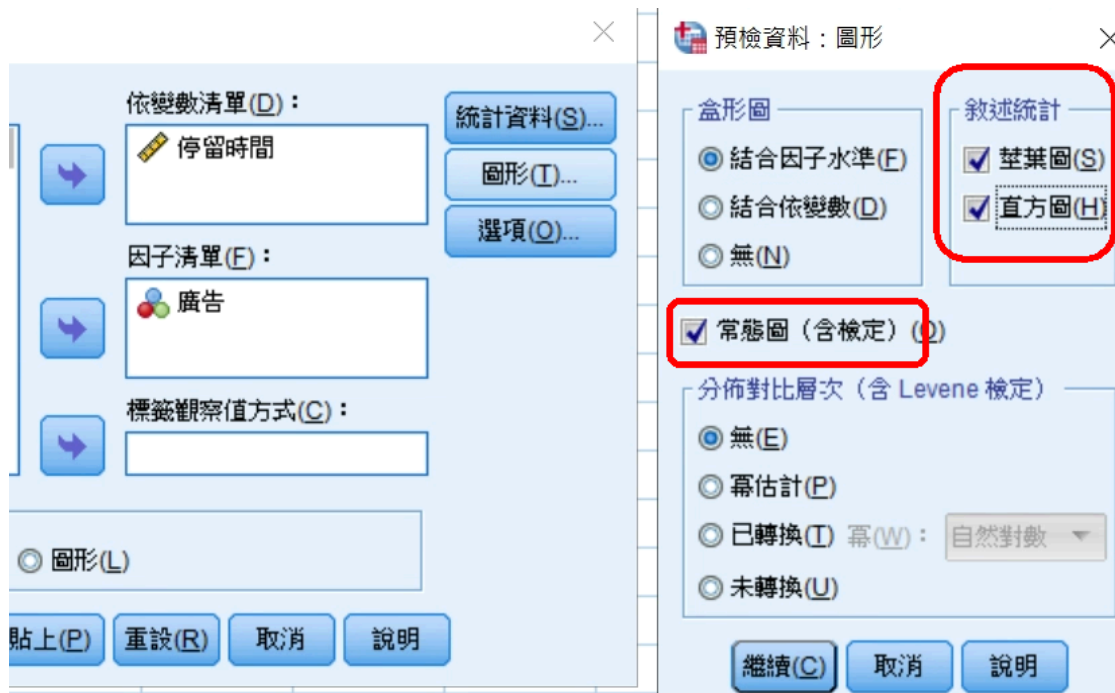 依變數清單(D)：
停留時間
因子清單(F)：
廣告
標籤觀察值方式(C)：
統計資料(S)...
圖形(T)...
選項(O)...
圖形(L)
貼上(P)
重設(R)
取消
說明
預檢資料：圖形
盒形圖
結合因子水準(F)
結合依變數(D)
無(N)
敘述統計
莖葉圖(S)
直方圖(H)
常態圖（含檢定）(O)
分佈對比層次（含 Levene 檢定）
無(E)
冪估計(P)
已轉換(T) 冪(W)： 自然對數
未轉換(U)
繼續(C)
取消
說明